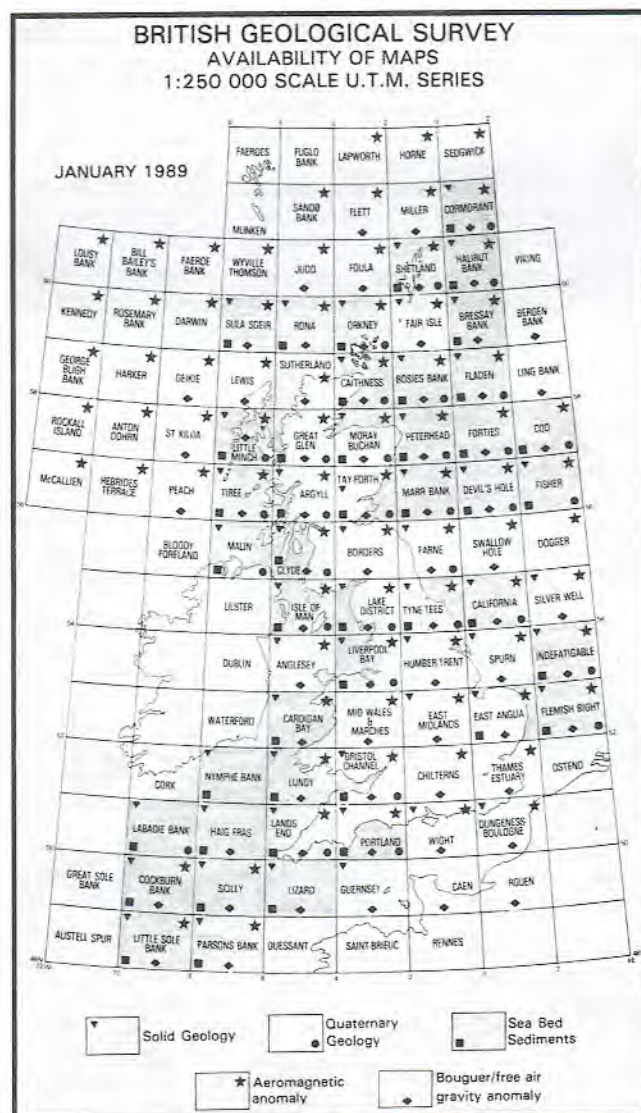 BRITISH GEOLOGICAL SURVEY
AVAILABILITY OF MAPS
1:250 000 SCALE U.T.M. SERIES
JANUARY 1989
FAEROES FUGLO BANK LAPWORTH HORNE SEDGWICK
MUNKEN SANDØ BANK FLETT MILLER CORMORANT
LOUSY BANK BILL BAILEY'S BANK FAEROE BANK WYVILLE THOMSON JUDD FOULA SHETLAND HALIBUT BANK VIKING
KENNEDY ROSEMARY BANK DARWIN SULA SGEIR RONA ORKNEY FAIR ISLE BRESSAY BANK BERGEN BANK
GEORGE BLIGH BANK HARKER GEIKIE LEWIS SUTHERLAND CAITHNESS BOSIES BANK FLADEN LING BANK
ROCKALL ISLAND ANTON DOHRN ST KILDA LITTLE MINCH GREAT GLEN MORAY BUCHAN PETERHEAD FORTIES COD
McCALLIEN HEBRIDES TERRACE PEACH TIREE ARGYLL TAY-FORTH MARR BANK DEVIL'S HOLE FISHER
BLOODY FORELAND MALIN CLYDE BORDERS FARNE SWALLOW HOLE DOGGER
ULSTER ISLE OF MAN LAKE DISTRICT TYNE TEES CALIFORNIA SILVER WELL
DUBLIN ANGLESEY LIVERPOOL BAY HUMBER TRENT SPURN INDEFATIGABLE
WATERFORD CARDIGAN BAY MID WALES & MARCHES EAST MIDLANDS EAST ANGLIA FLEMISH BIGHT
CORK NYMPHE BANK LUNDY BRISTOL CHANNEL CHILTERNS THAMES ESTUARY OSTEND
LABADIE BANK HAIG FRAS LANDS END PORTLAND WIGHT DUNGENESS BOULOGNE
GREAT SOLE BANK COCKBURN BANK SCILLY LIZARD GUERNSEY CAEN ROUEN
AUSTELL SPUR LITTLE SOLE BANK PARSONS BANK OUESSANT SAINT-BRIEUC RENNES
Solid Geology
Quaternary Geology
Sea Bed Sediments
Aeromagnetic anomaly
Bouguer/free air gravity anomaly